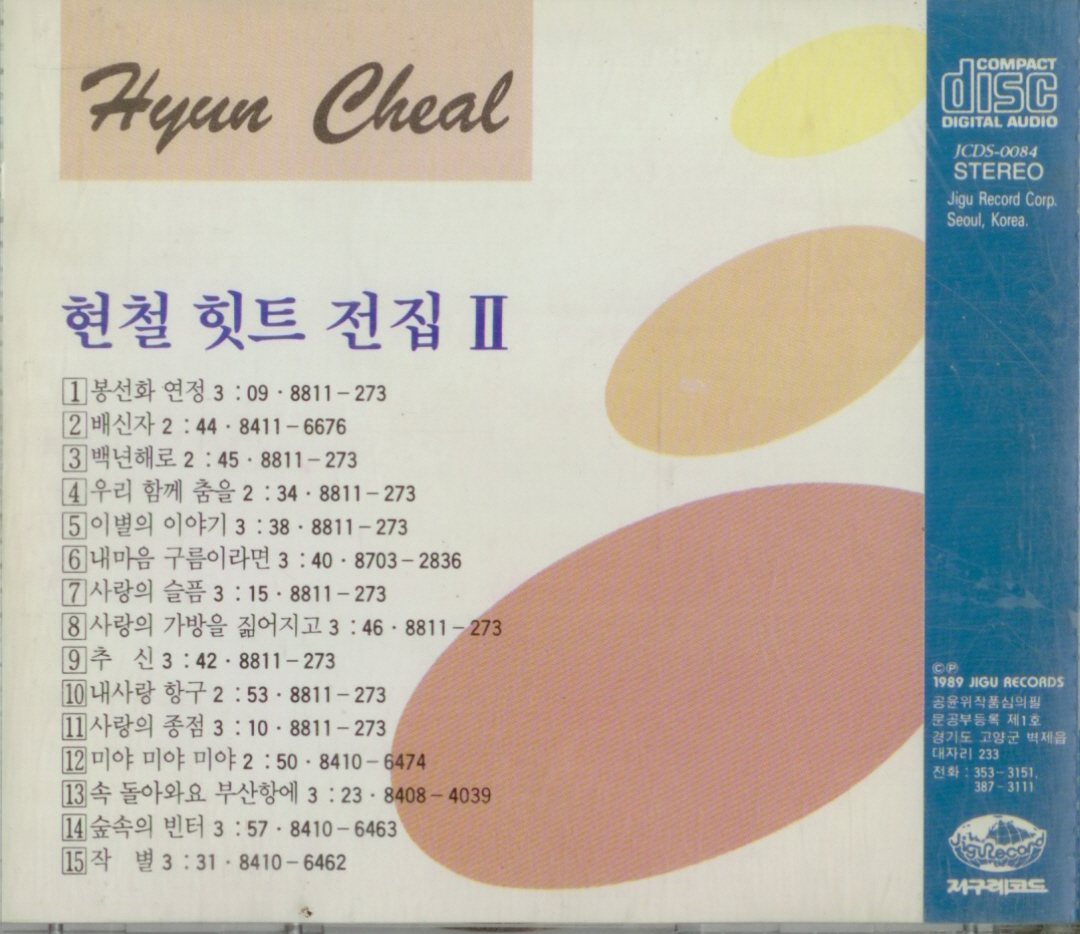 Hyun Cheal
현철 힛트 전집 Ⅱ
1 봉선화 연정 3 : 09 · 8811-273
2 배신자 2 : 44 · 8411-6676
3 백년해로 2 : 45 · 8811-273
4 우리 함께 춤을 2 : 34 · 8811-273
5 이별의 이야기 3 : 38 · 8811-273
6 내마음 구름이라면 3 : 40 · 8703-2836
7 사랑의 슬픔 3 : 15 · 8811-273
8 사랑의 가방을 짊어지고 3 : 46 · 8811-273
9 추 신 3 : 42 · 8811-273
10 내사랑 항구 2 : 53 · 8811-273
11 사랑의 종점 3 : 10 · 8811-273
12 미야 미야 미야 2 : 50 · 8410-6474
13 속 돌아와요 부산항에 3 : 23 · 8408-4039
14 숲속의 빈터 3 : 57 · 8410-6463
15 작 별 3 : 31 · 8410-6462
COMPACT
disc
DIGITAL AUDIO
JCDS-0084
STEREO
Jigu Record Corp.
Seoul, Korea.
ⓒⓅ
1989 JIGU RECORDS
공윤위작품심의필
문공부등록 제1호
경기도 고양군 벽제읍
대자리 233
전화 : 353-3151,
387-3111
JiguRecord
지구레코드